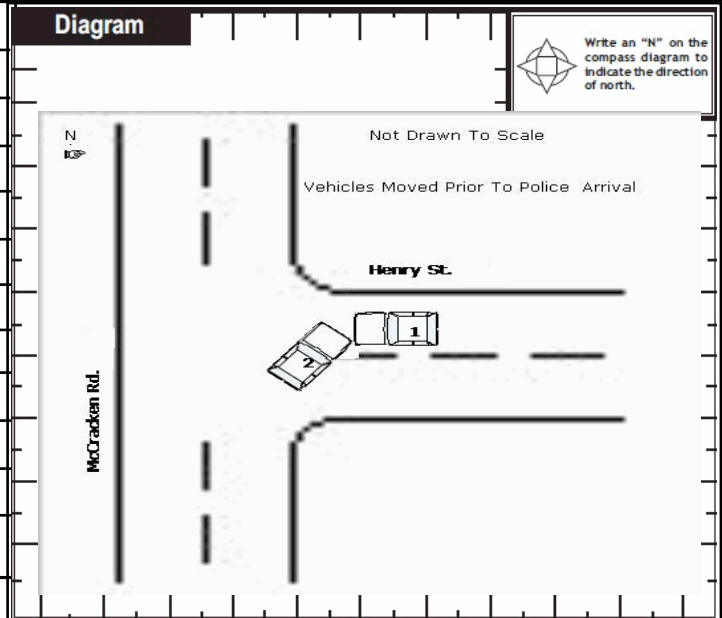 Diagram
Write an “N” on the
compass diagram to
indicate the direction
of north.
N
Not Drawn To Scale
Vehicles Moved Prior To Police Arrival
Henry St.
1
2
McCracken Rd.